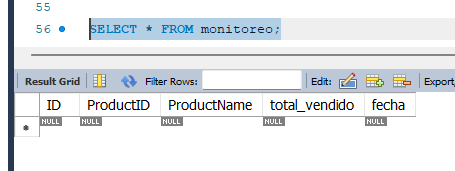 55
56 SELECT * FROM monitoreo;
Result Grid Filter Rows: Edit: Export
ID ProductID ProductName total_vendido fecha
* NULL NULL NULL NULL NULL